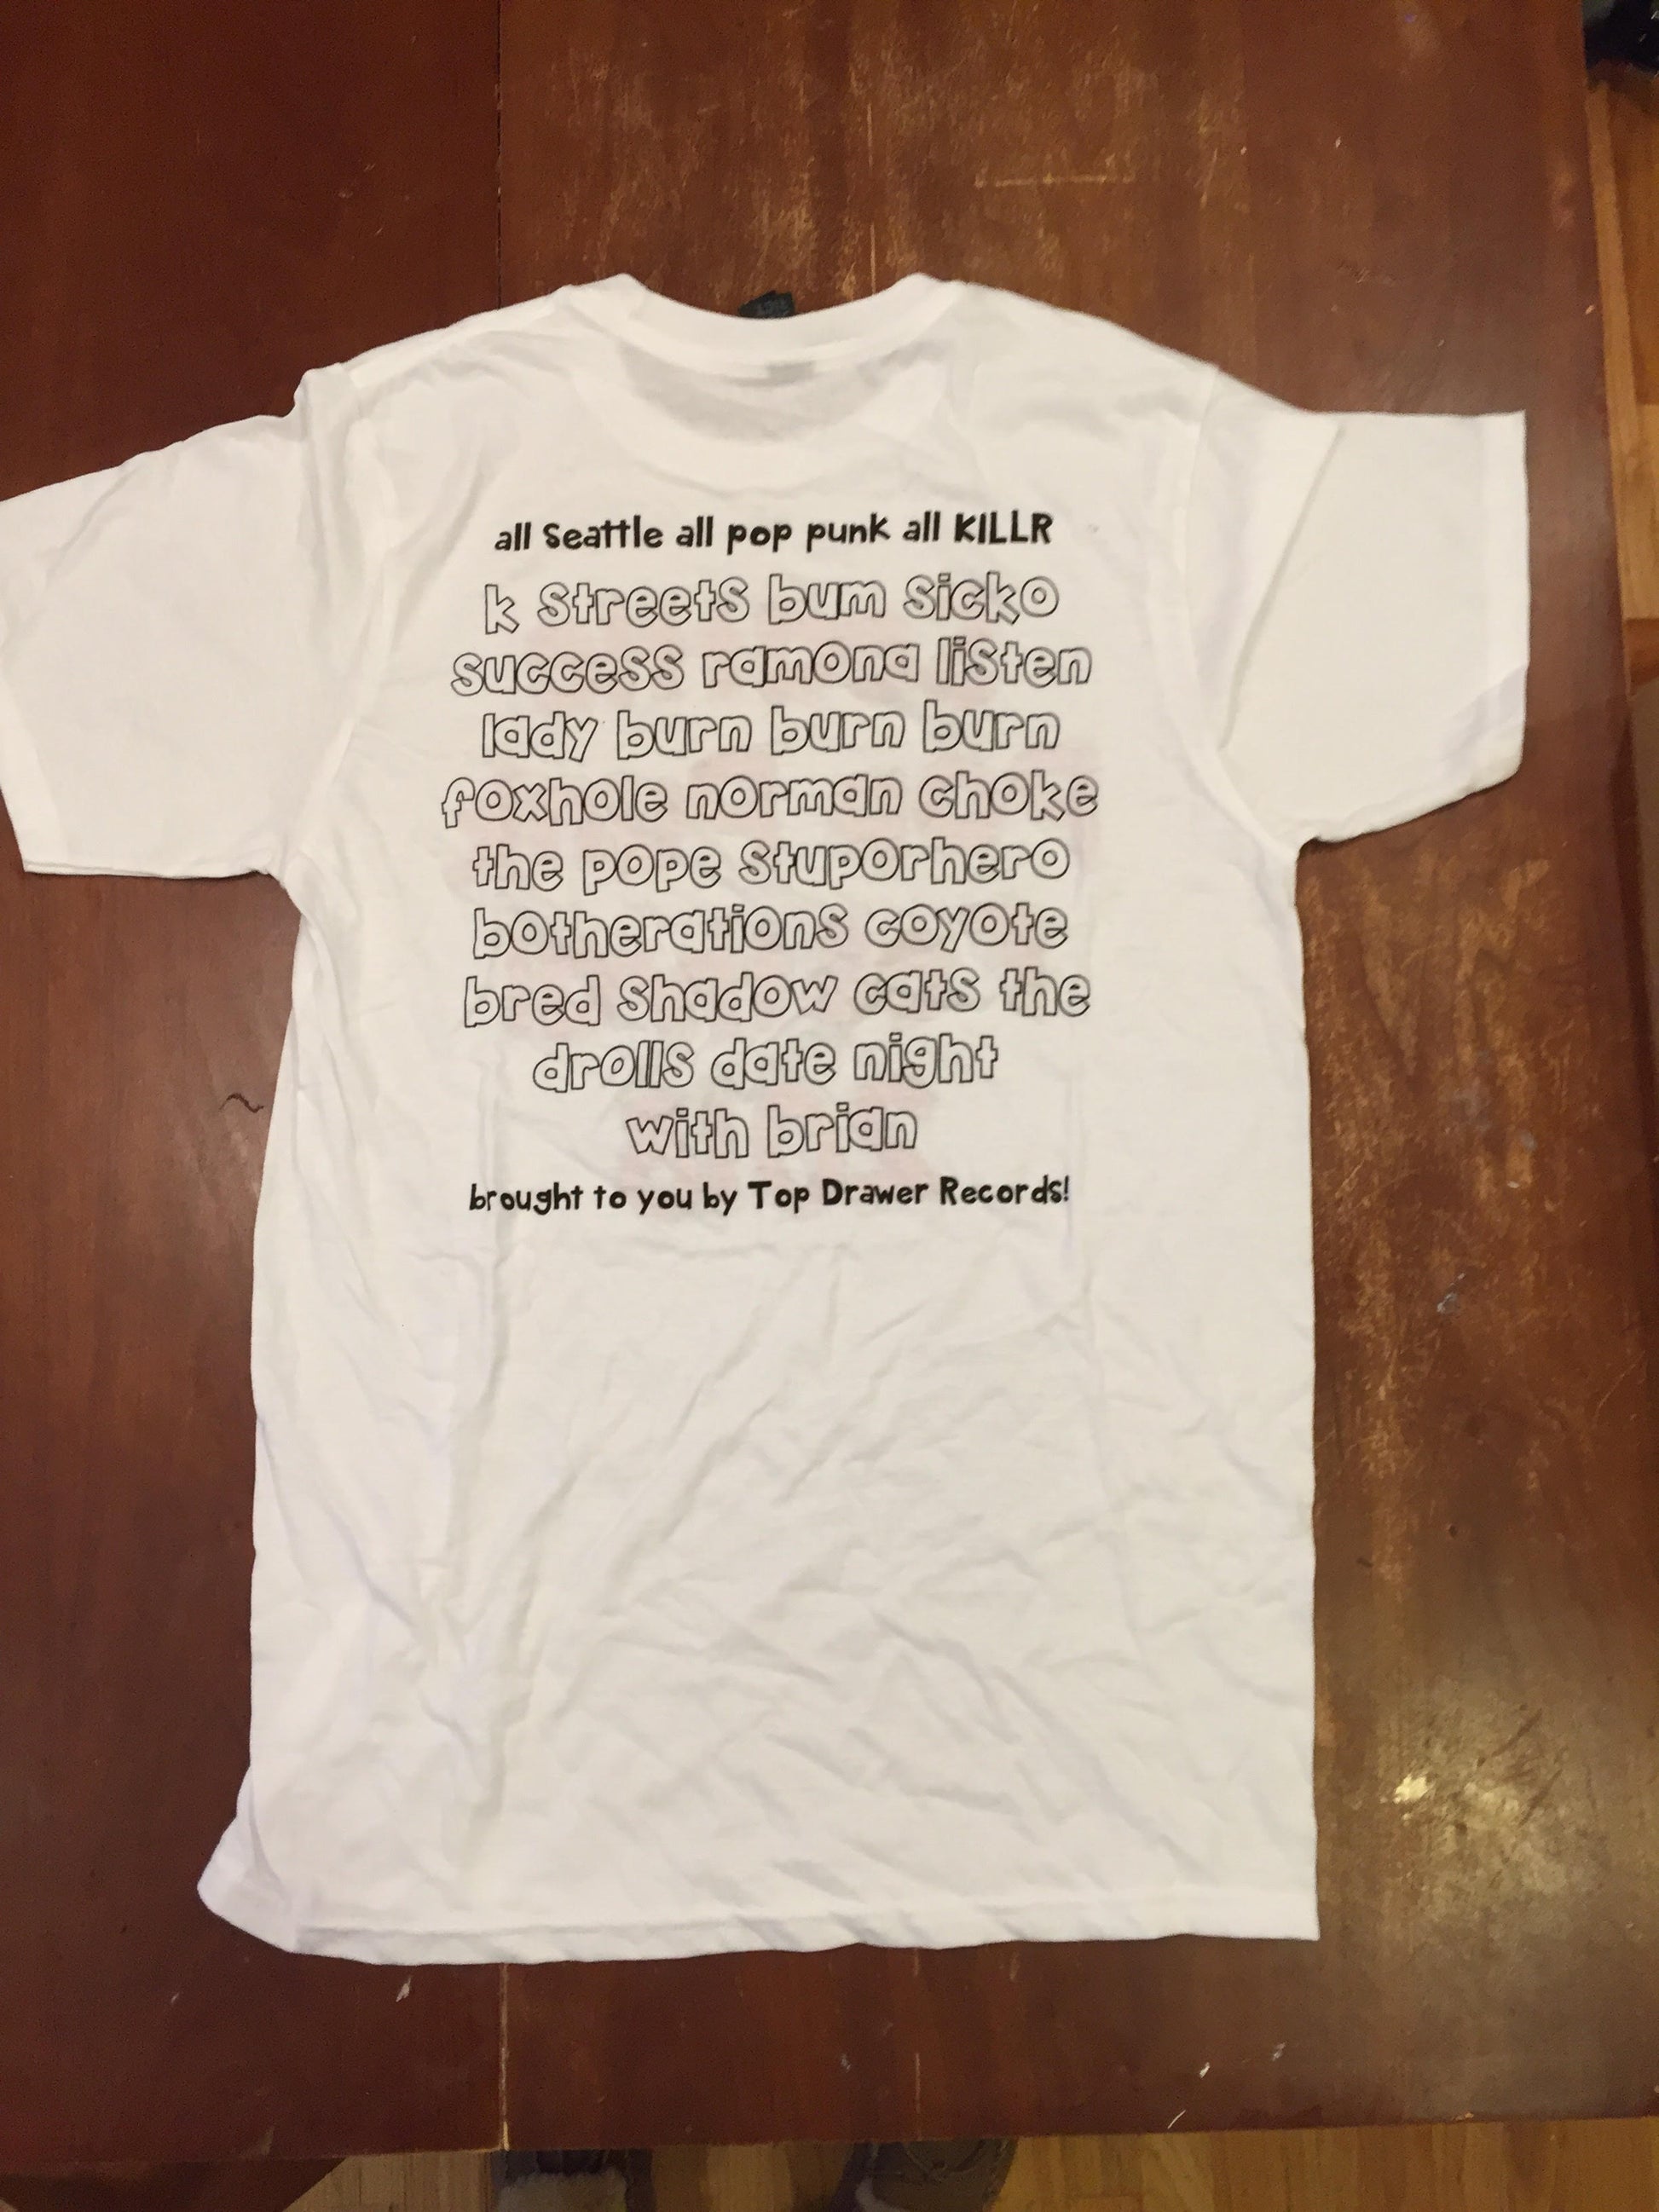 all Seattle all pop punk all KILLR
k streets bum sicko
success ramona listen
lady burn burn burn
foxhole norman choke
the pope stuporhero
botherations coyote
bred shadow cats the
drolls date night
with brian
brought to you by Top Drawer Records!